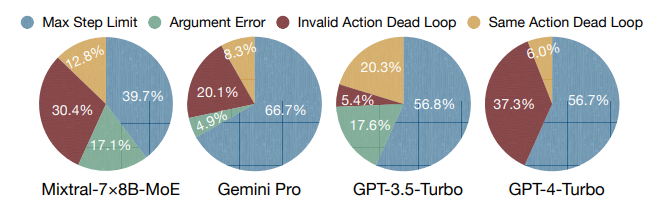 Max Step Limit Argument Error Invalid Action Dead Loop Same Action Dead Loop
12.8% 39.7% 30.4% 17.1%
8.3% 20.1% 66.7% 4.9%
20.3% 5.4% 56.8% 17.6%
6.0% 37.3% 56.7%
Mixtral-7×8B-MoE Gemini Pro GPT-3.5-Turbo GPT-4-Turbo